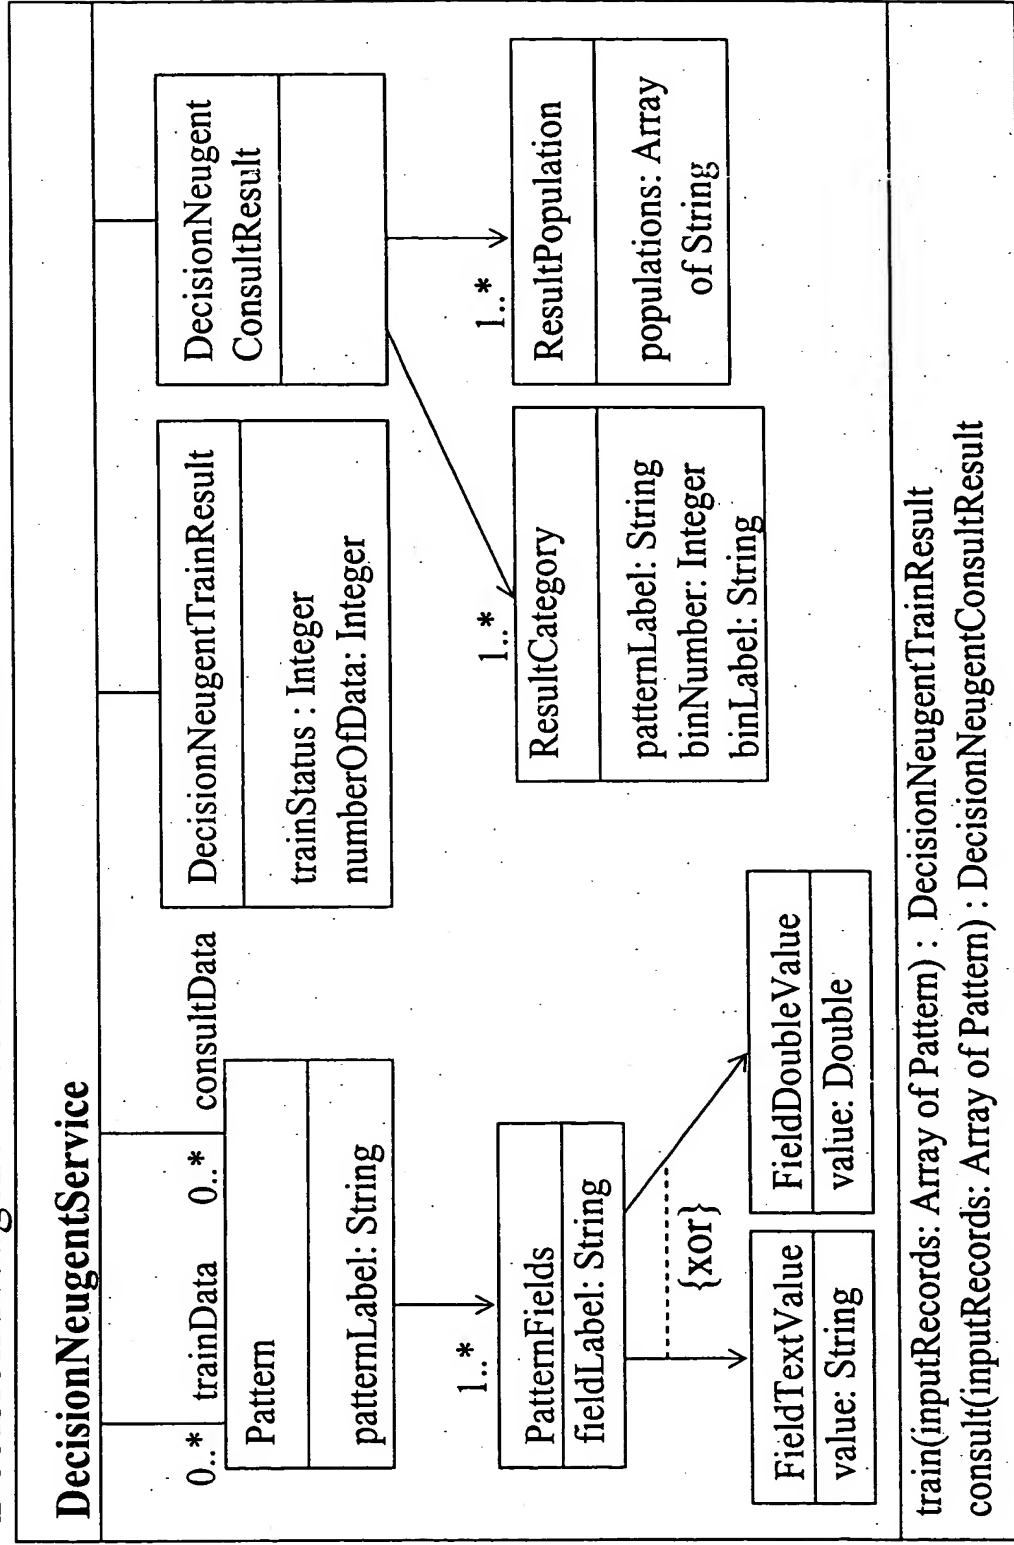 DecisionNeugentService
0..* trainData 0..* consultData
Pattern
patternLabel: String
1..*
PatternFields
fieldLabel: String
{xor}
FieldTextValue
value: String
FieldDoubleValue
value: Double
DecisionNeugentTrainResult
trainStatus : Integer
numberOfData: Integer
DecisionNeugent
ConsultResult
1..*
ResultCategory
patternLabel: String
binNumber: Integer
binLabel: String
1..*
ResultPopulation
populations: Array
of String
train(inputRecords: Array of Pattern) : DecisionNeugentTrainResult
consult(inputRecords: Array of Pattern) : DecisionNeugentConsultResult